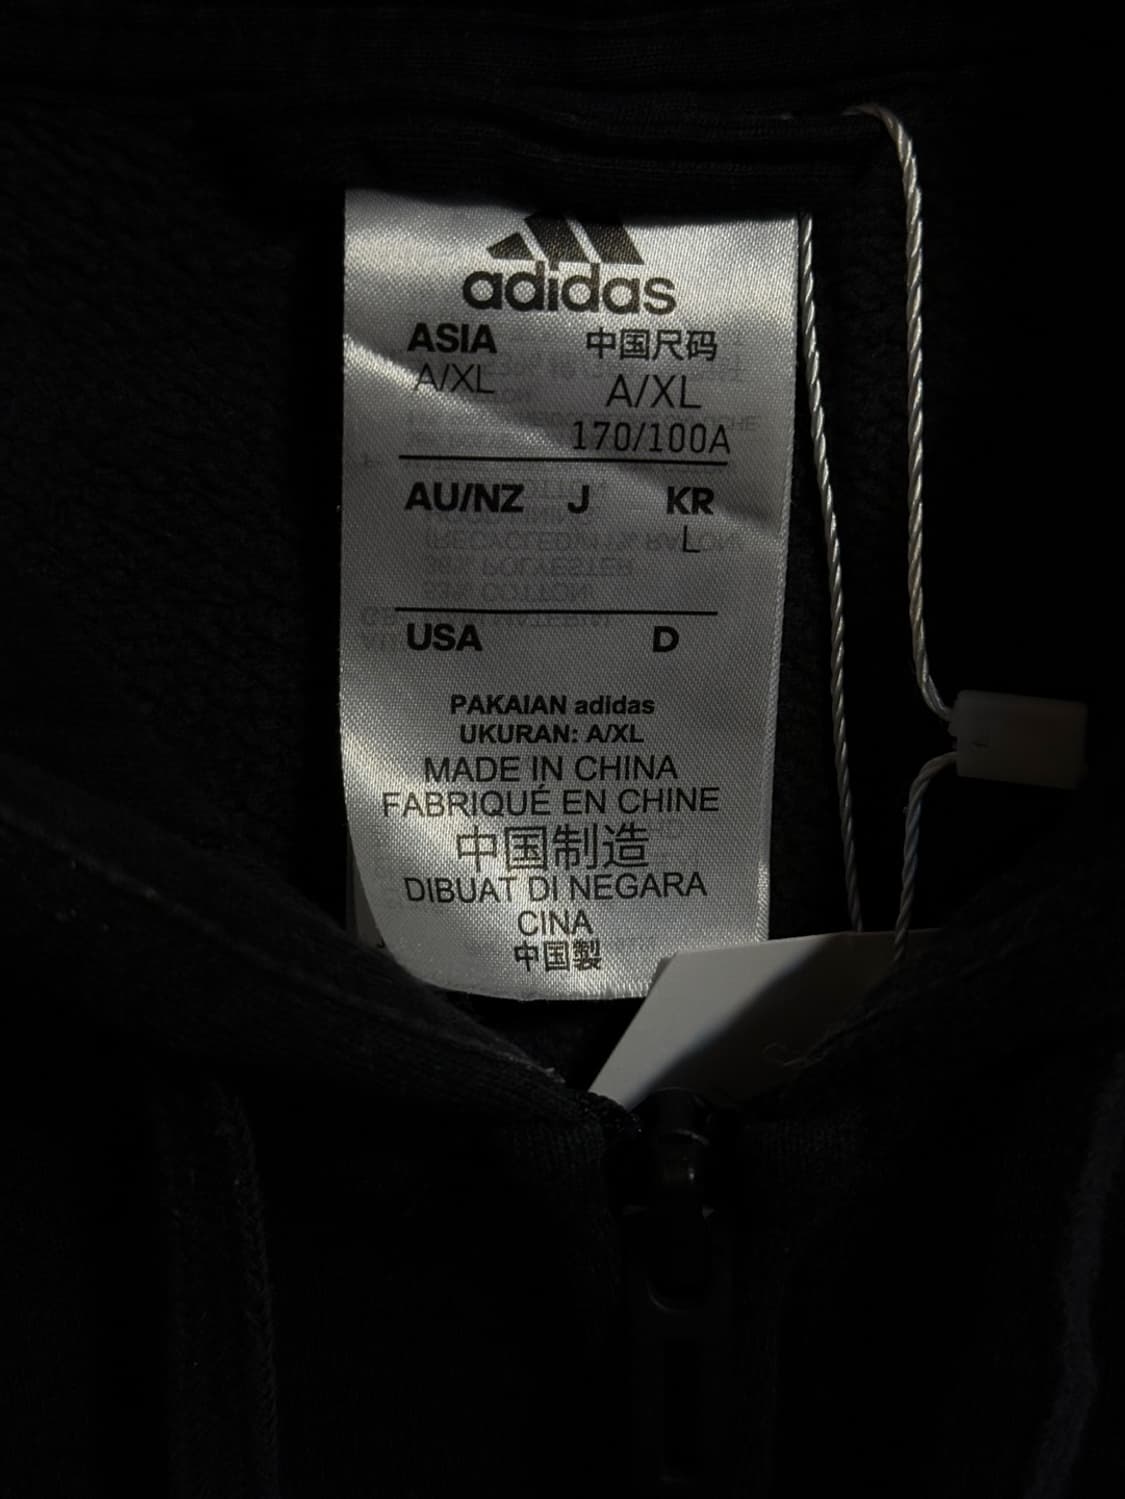 adidas
ASIA 中国尺码
A/XL A/XL
170/100A
AU/NZ J KR
L
USA D
PAKAIAN adidas
UKURAN: A/XL
MADE IN CHINA
FABRIQUÉ EN CHINE
中国制造
DIBUAT DI NEGARA
CINA
中国製